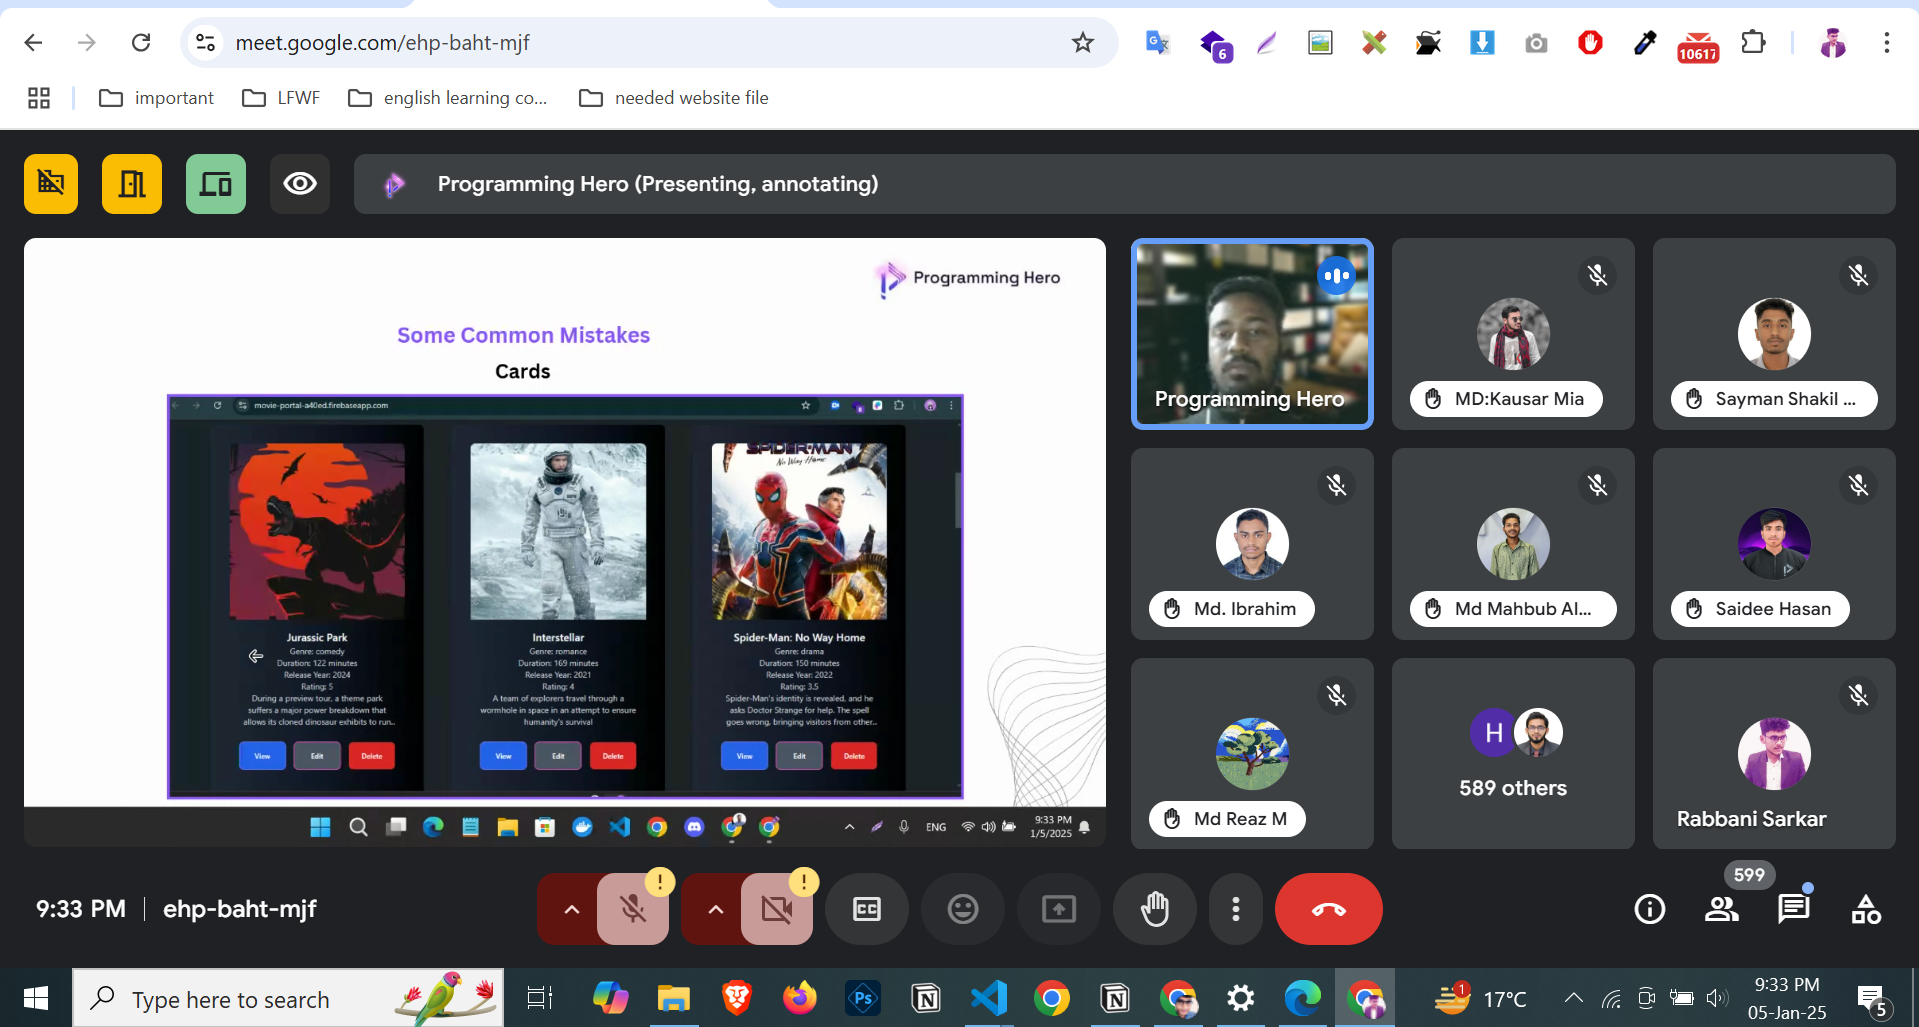 meet.google.com/ehp-baht-mjf
6
10617
important
LFWF
english learning co...
needed website file
Programming Hero (Presenting, annotating)
Programming Hero
Some Common Mistakes
Cards
movie-portal-a40ed.firebaseapp.com
SPIDER-MAN
No Way Home
Jurassic Park
Genre: comedy
Duration: 122 minutes
Release Year: 2024
Rating: 5
During a preview tour, a theme park
suffers a major power breakdown that
allows its cloned dinosaur exhibits to run...
View
Edit
Delete
Interstellar
Genre: romance
Duration: 169 minutes
Release Year: 2021
Rating: 4
A team of explorers travel through a
wormhole in space in an attempt to ensure
humanity's survival
View
Edit
Delete
Spider-Man: No Way Home
Genre: drama
Duration: 150 minutes
Release Year: 2022
Rating: 3.5
Spider-Man's identity is revealed, and he
asks Doctor Strange for help. The spell
goes wrong, bringing visitors from other...
View
Edit
Delete
ENG
9:33 PM
1/5/2025
Programming Hero
MD:Kausar Mia
Sayman Shakil ...
Md. Ibrahim
Md Mahbub Al...
Saidee Hasan
Md Reaz M
H
589 others
Rabbani Sarkar
9:33 PM
ehp-baht-mjf
!
!
CC
599
Type here to search
Ps
N
N
1
17°C
9:33 PM
05-Jan-25
5